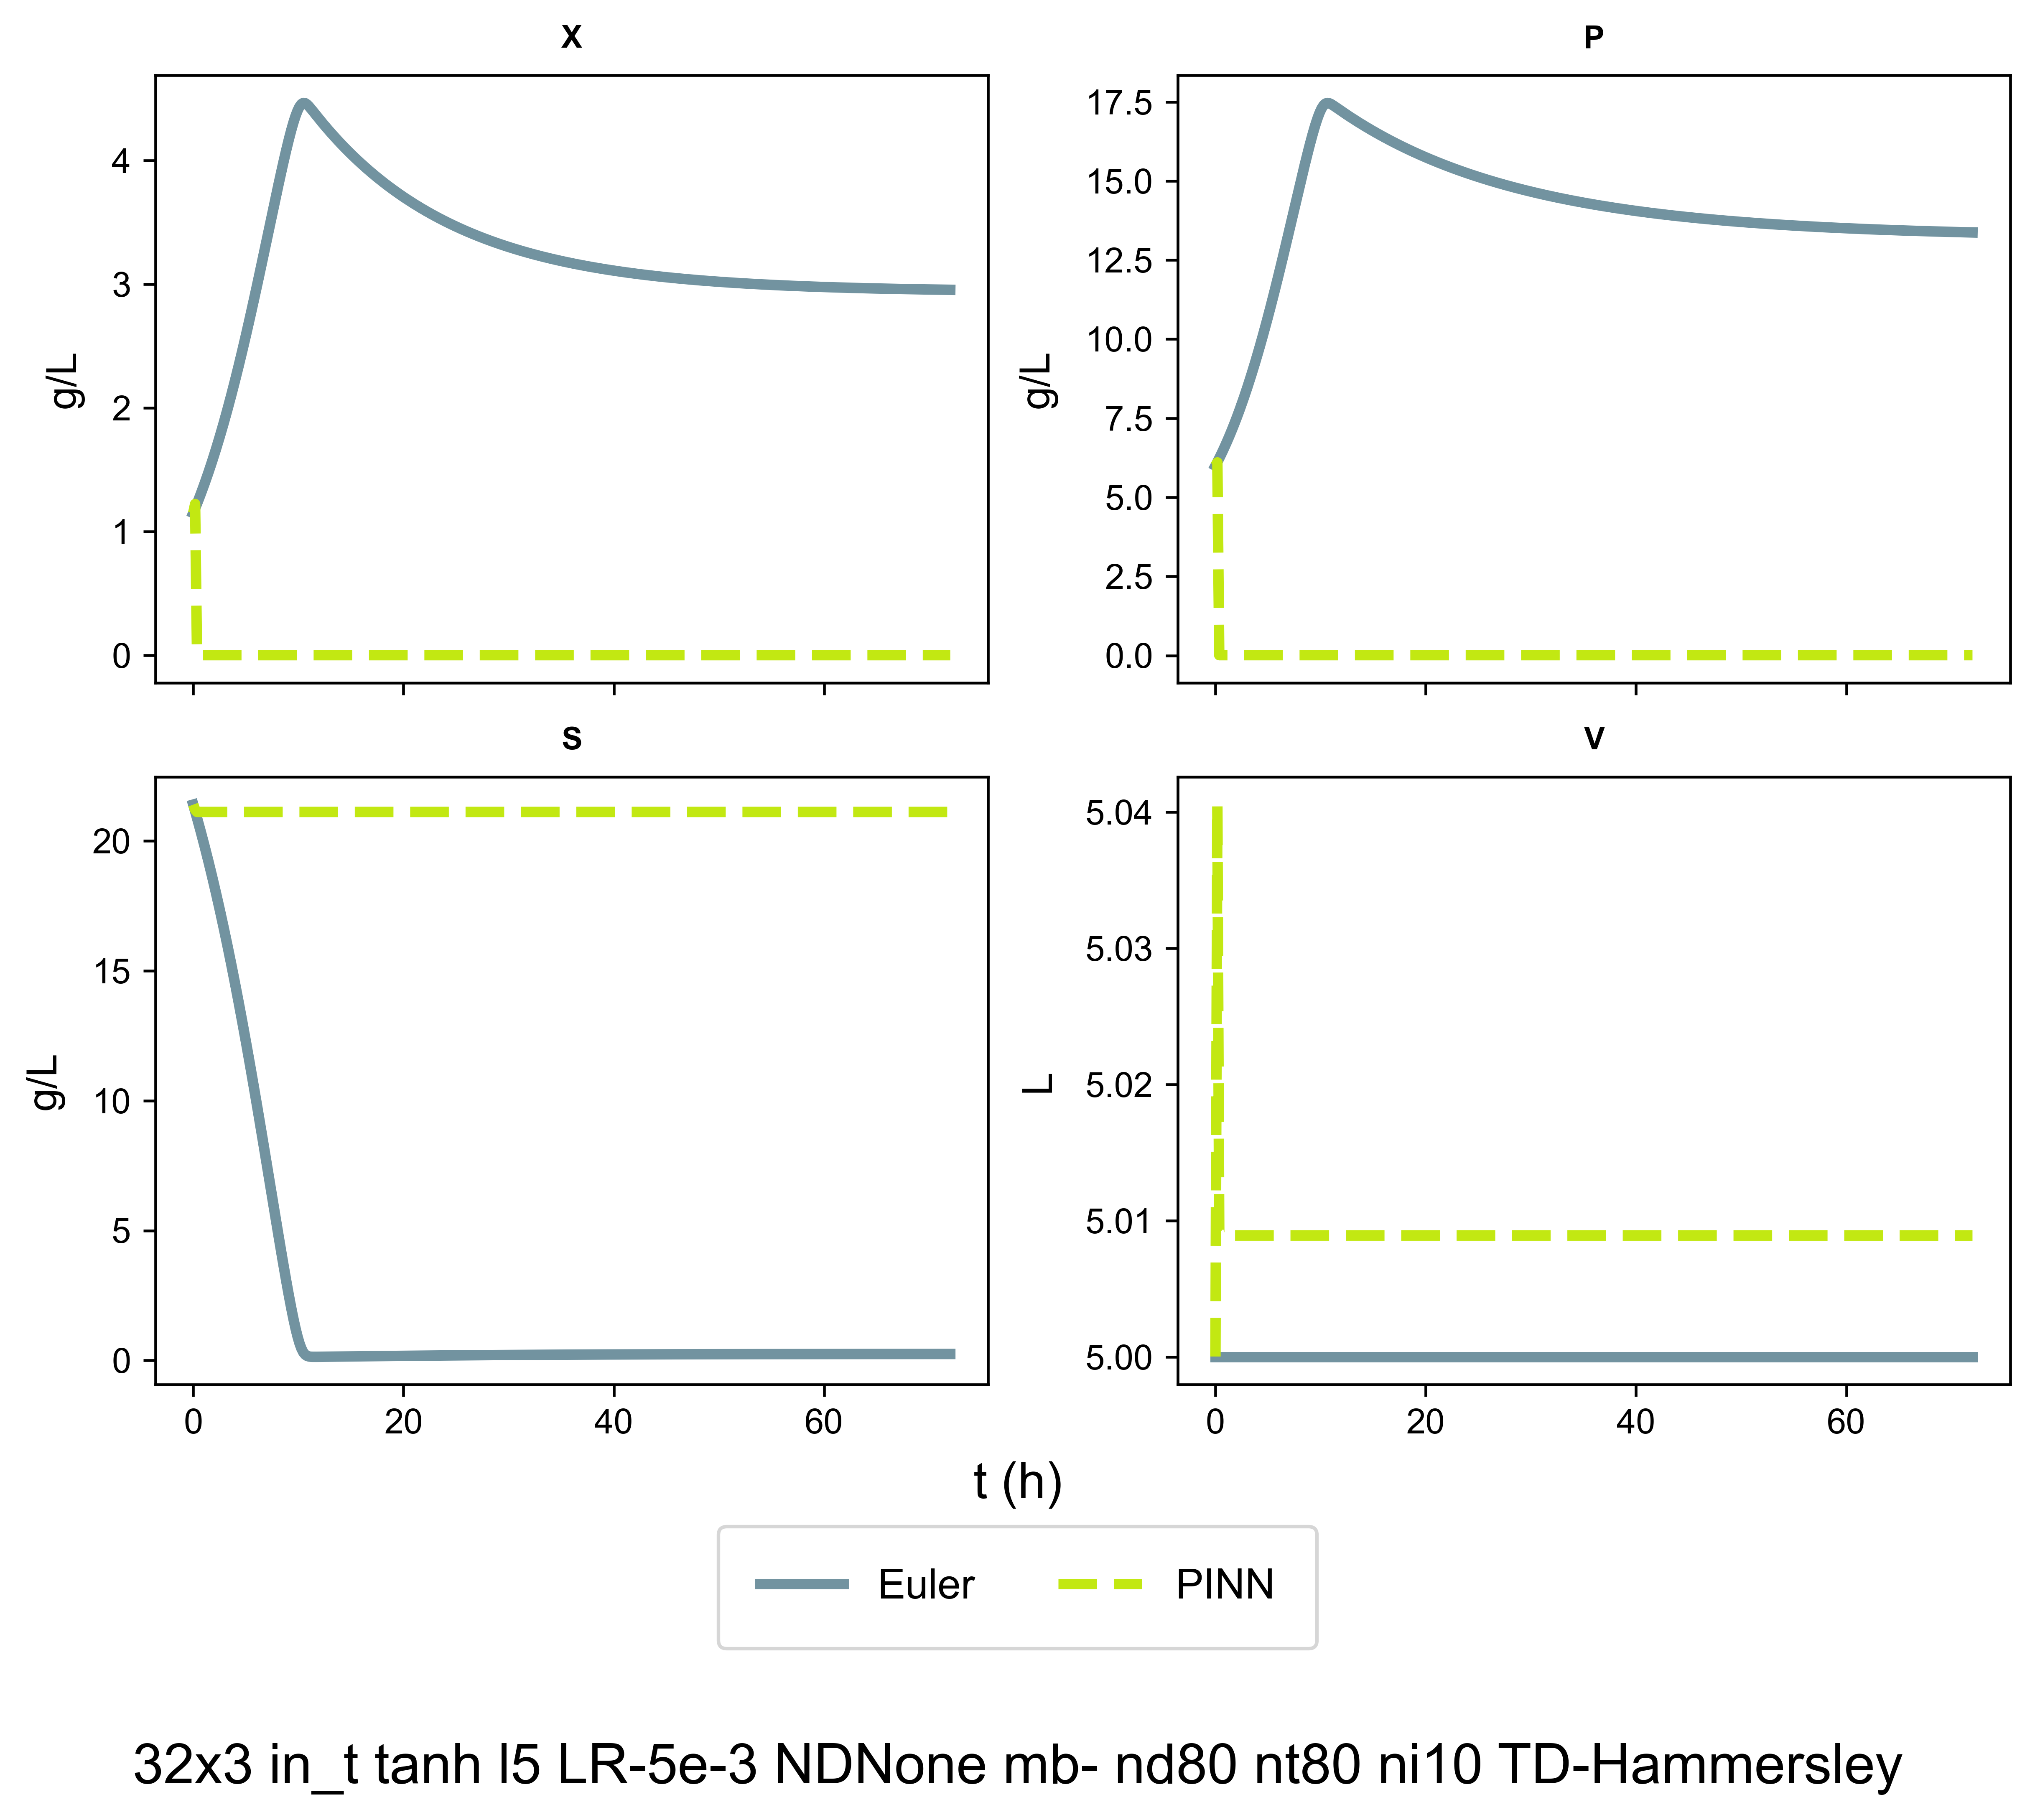 X
4
3
2
1
0
g/L
P
17.5
15.0
12.5
10.0
7.5
5.0
2.5
0.0
g/L
S
20
15
10
5
0
g/L
0 20 40 60
V
5.04
5.03
5.02
5.01
5.00
L
0 20 40 60
t (h)
Euler PINN
32x3 in_t tanh l5 LR-5e-3 NDNone mb- nd80 nt80 ni10 TD-Hammersley